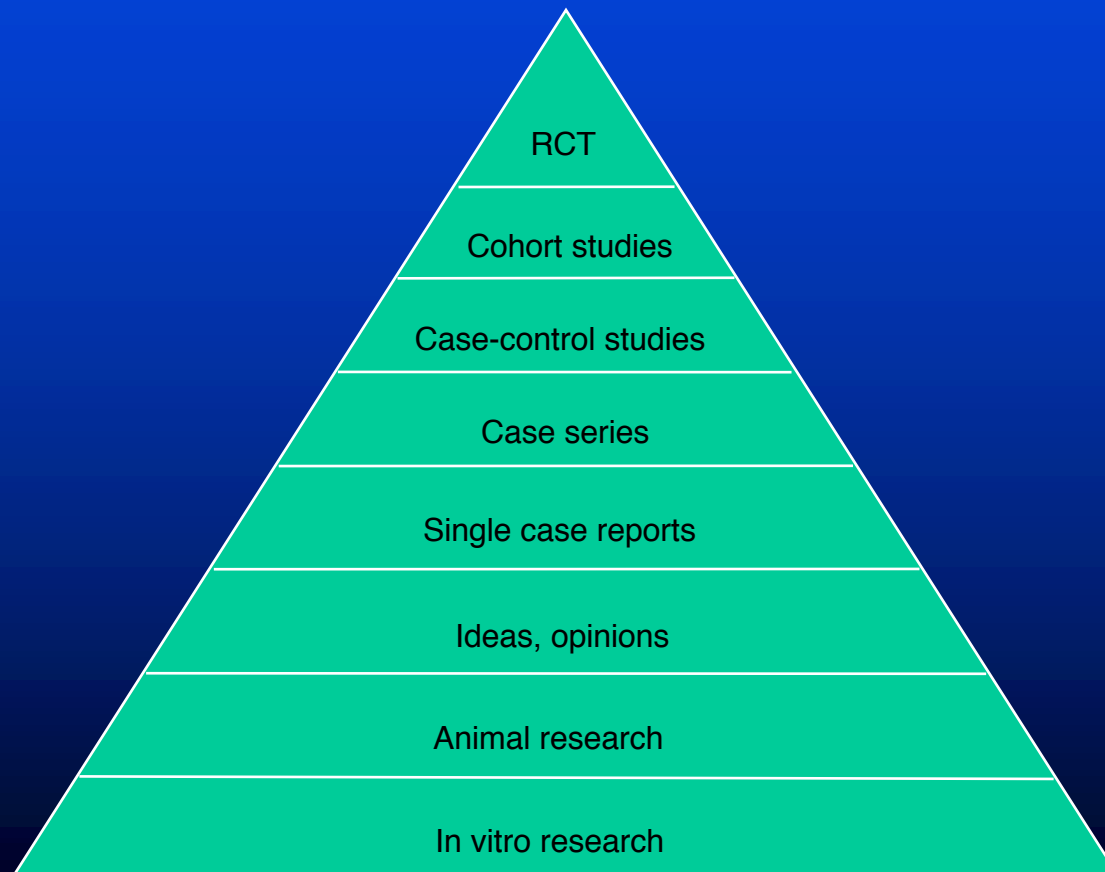 RCT
Cohort studies
Case-control studies
Case series
Single case reports
Ideas, opinions
Animal research
In vitro research